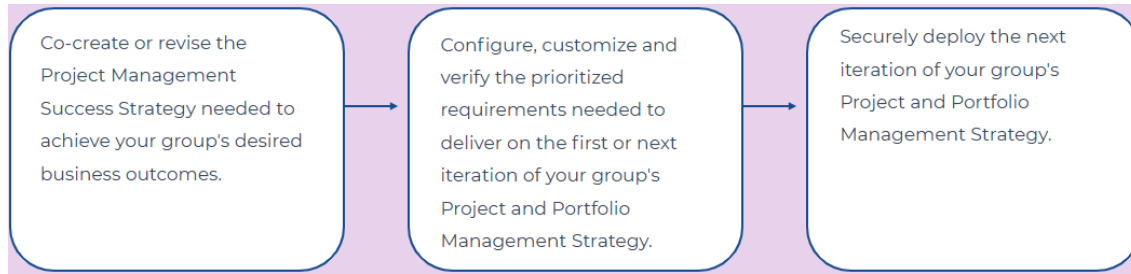 Co-create or revise the
Project Management
Success Strategy needed to
achieve your group's desired
business outcomes.
Configure, customize and
verify the prioritized
requirements needed to
deliver on the first or next
iteration of your group's
Project and Portfolio
Management Strategy.
Securely deploy the next
iteration of your group's
Project and Portfolio
Management Strategy.